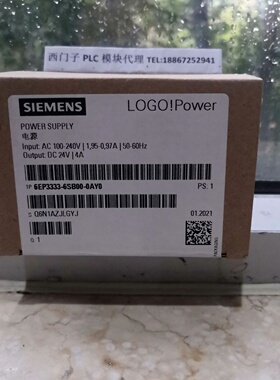 西门子 PLC 模块代理 TEL:18867252941
SIEMENS
LOGO!Power
POWER SUPPLY
电源
Input: AC 100-240V | 1,95-0,97A | 50-60Hz
Output: DC 24V | 4A
1P 6EP3333-6SB00-0AY0
PS: 1
S Q6N1AZJLGYJ
01.2021
Q 1